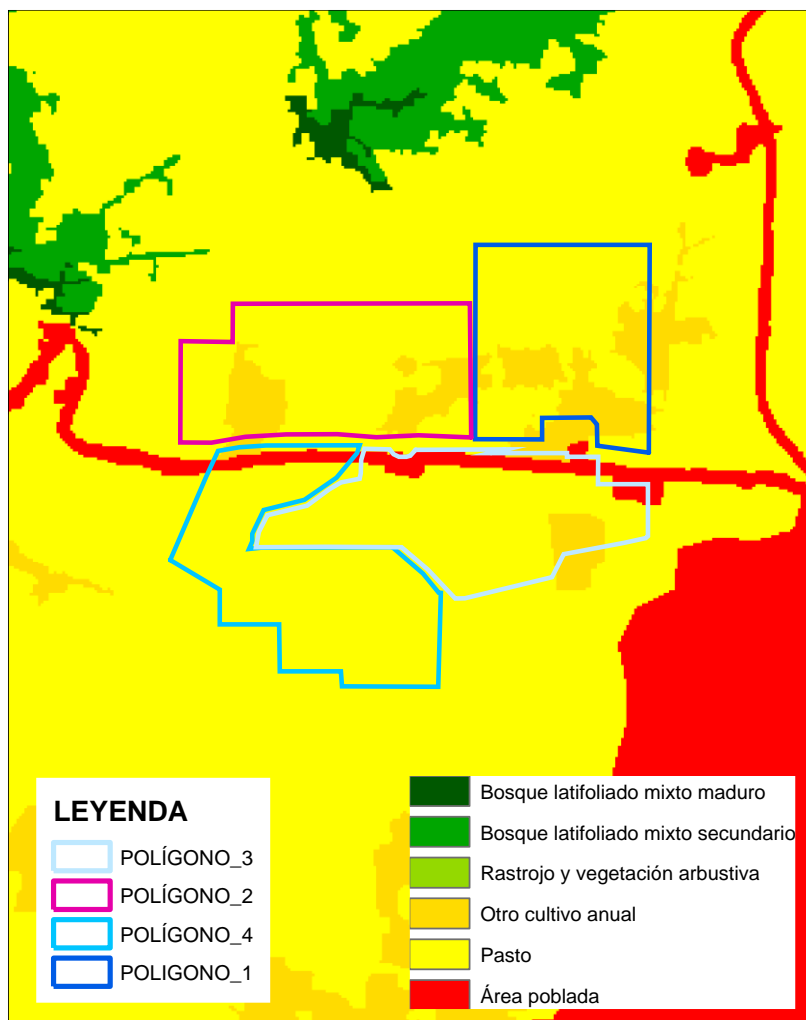 LEYENDA
POLÍGONO_3
POLÍGONO_2
POLÍGONO_4
POLIGONO_1
Bosque latifoliado mixto maduro
Bosque latifoliado mixto secundario
Rastrojo y vegetación arbustiva
Otro cultivo anual
Pasto
Área poblada